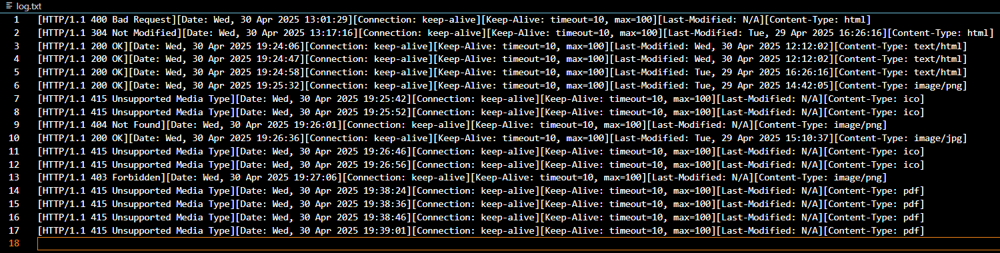 log.txt
1 [HTTP/1.1 400 Bad Request][Date: Wed, 30 Apr 2025 13:01:29][Connection: keep-alive][Keep-Alive: timeout=10, max=100][Last-Modified: N/A][Content-Type: html]
2 [HTTP/1.1 304 Not Modified][Date: Wed, 30 Apr 2025 13:17:16][Connection: keep-alive][Keep-Alive: timeout=10, max=100][Last-Modified: Tue, 29 Apr 2025 16:26:16][Content-Type: html]
3 [HTTP/1.1 200 OK][Date: Wed, 30 Apr 2025 19:24:06][Connection: keep-alive][Keep-Alive: timeout=10, max=100][Last-Modified: Wed, 30 Apr 2025 12:12:02][Content-Type: text/html]
4 [HTTP/1.1 200 OK][Date: Wed, 30 Apr 2025 19:24:47][Connection: keep-alive][Keep-Alive: timeout=10, max=100][Last-Modified: Wed, 30 Apr 2025 12:12:02][Content-Type: text/html]
5 [HTTP/1.1 200 OK][Date: Wed, 30 Apr 2025 19:24:58][Connection: keep-alive][Keep-Alive: timeout=10, max=100][Last-Modified: Tue, 29 Apr 2025 16:26:16][Content-Type: text/html]
6 [HTTP/1.1 200 OK][Date: Wed, 30 Apr 2025 19:25:32][Connection: keep-alive][Keep-Alive: timeout=10, max=100][Last-Modified: Tue, 29 Apr 2025 14:42:05][Content-Type: image/png]
7 [HTTP/1.1 415 Unsupported Media Type][Date: Wed, 30 Apr 2025 19:25:42][Connection: keep-alive][Keep-Alive: timeout=10, max=100][Last-Modified: N/A][Content-Type: ico]
8 [HTTP/1.1 415 Unsupported Media Type][Date: Wed, 30 Apr 2025 19:25:52][Connection: keep-alive][Keep-Alive: timeout=10, max=100][Last-Modified: N/A][Content-Type: ico]
9 [HTTP/1.1 404 Not Found][Date: Wed, 30 Apr 2025 19:26:01][Connection: keep-alive][Keep-Alive: timeout=10, max=100][Last-Modified: N/A][Content-Type: image/png]
10 [HTTP/1.1 200 OK][Date: Wed, 30 Apr 2025 19:26:36][Connection: keep-alive][Keep-Alive: timeout=10, max=100][Last-Modified: Tue, 29 Apr 2025 15:10:37][Content-Type: image/jpg]
11 [HTTP/1.1 415 Unsupported Media Type][Date: Wed, 30 Apr 2025 19:26:46][Connection: keep-alive][Keep-Alive: timeout=10, max=100][Last-Modified: N/A][Content-Type: ico]
12 [HTTP/1.1 415 Unsupported Media Type][Date: Wed, 30 Apr 2025 19:26:56][Connection: keep-alive][Keep-Alive: timeout=10, max=100][Last-Modified: N/A][Content-Type: ico]
13 [HTTP/1.1 403 Forbidden][Date: Wed, 30 Apr 2025 19:27:06][Connection: keep-alive][Keep-Alive: timeout=10, max=100][Last-Modified: N/A][Content-Type: image/png]
14 [HTTP/1.1 415 Unsupported Media Type][Date: Wed, 30 Apr 2025 19:38:24][Connection: keep-alive][Keep-Alive: timeout=10, max=100][Last-Modified: N/A][Content-Type: pdf]
15 [HTTP/1.1 415 Unsupported Media Type][Date: Wed, 30 Apr 2025 19:38:36][Connection: keep-alive][Keep-Alive: timeout=10, max=100][Last-Modified: N/A][Content-Type: pdf]
16 [HTTP/1.1 415 Unsupported Media Type][Date: Wed, 30 Apr 2025 19:38:46][Connection: keep-alive][Keep-Alive: timeout=10, max=100][Last-Modified: N/A][Content-Type: pdf]
17 [HTTP/1.1 415 Unsupported Media Type][Date: Wed, 30 Apr 2025 19:39:01][Connection: keep-alive][Keep-Alive: timeout=10, max=100][Last-Modified: N/A][Content-Type: pdf]
18